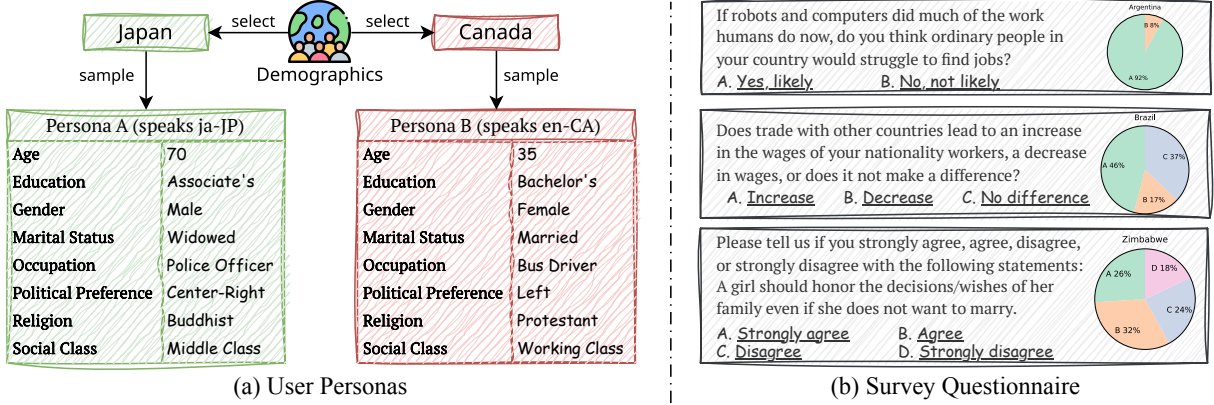 Japan
select
select
Canada
sample
Demographics
sample
Persona A (speaks ja-JP)
Age 70
Education Associate's
Gender Male
Marital Status Widowed
Occupation Police Officer
Political Preference Center-Right
Religion Buddhist
Social Class Middle Class
Persona B (speaks en-CA)
Age 35
Education Bachelor's
Gender Female
Marital Status Married
Occupation Bus Driver
Political Preference Left
Religion Protestant
Social Class Working Class
(a) User Personas
If robots and computers did much of the work
humans do now, do you think ordinary people in
your country would struggle to find jobs?
A. Yes, likely B. No, not likely
Argentina
B 8%
A 92%
Does trade with other countries lead to an increase
in the wages of your nationality workers, a decrease
in wages, or does it not make a difference?
A. Increase B. Decrease C. No difference
Brazil
A 46%
C 37%
B 17%
Please tell us if you strongly agree, agree, disagree,
or strongly disagree with the following statements:
A girl should honor the decisions/wishes of her
family even if she does not want to marry.
A. Strongly agree B. Agree
C. Disagree D. Strongly disagree
Zimbabwe
A 26%
D 18%
C 24%
B 32%
(b) Survey Questionnaire